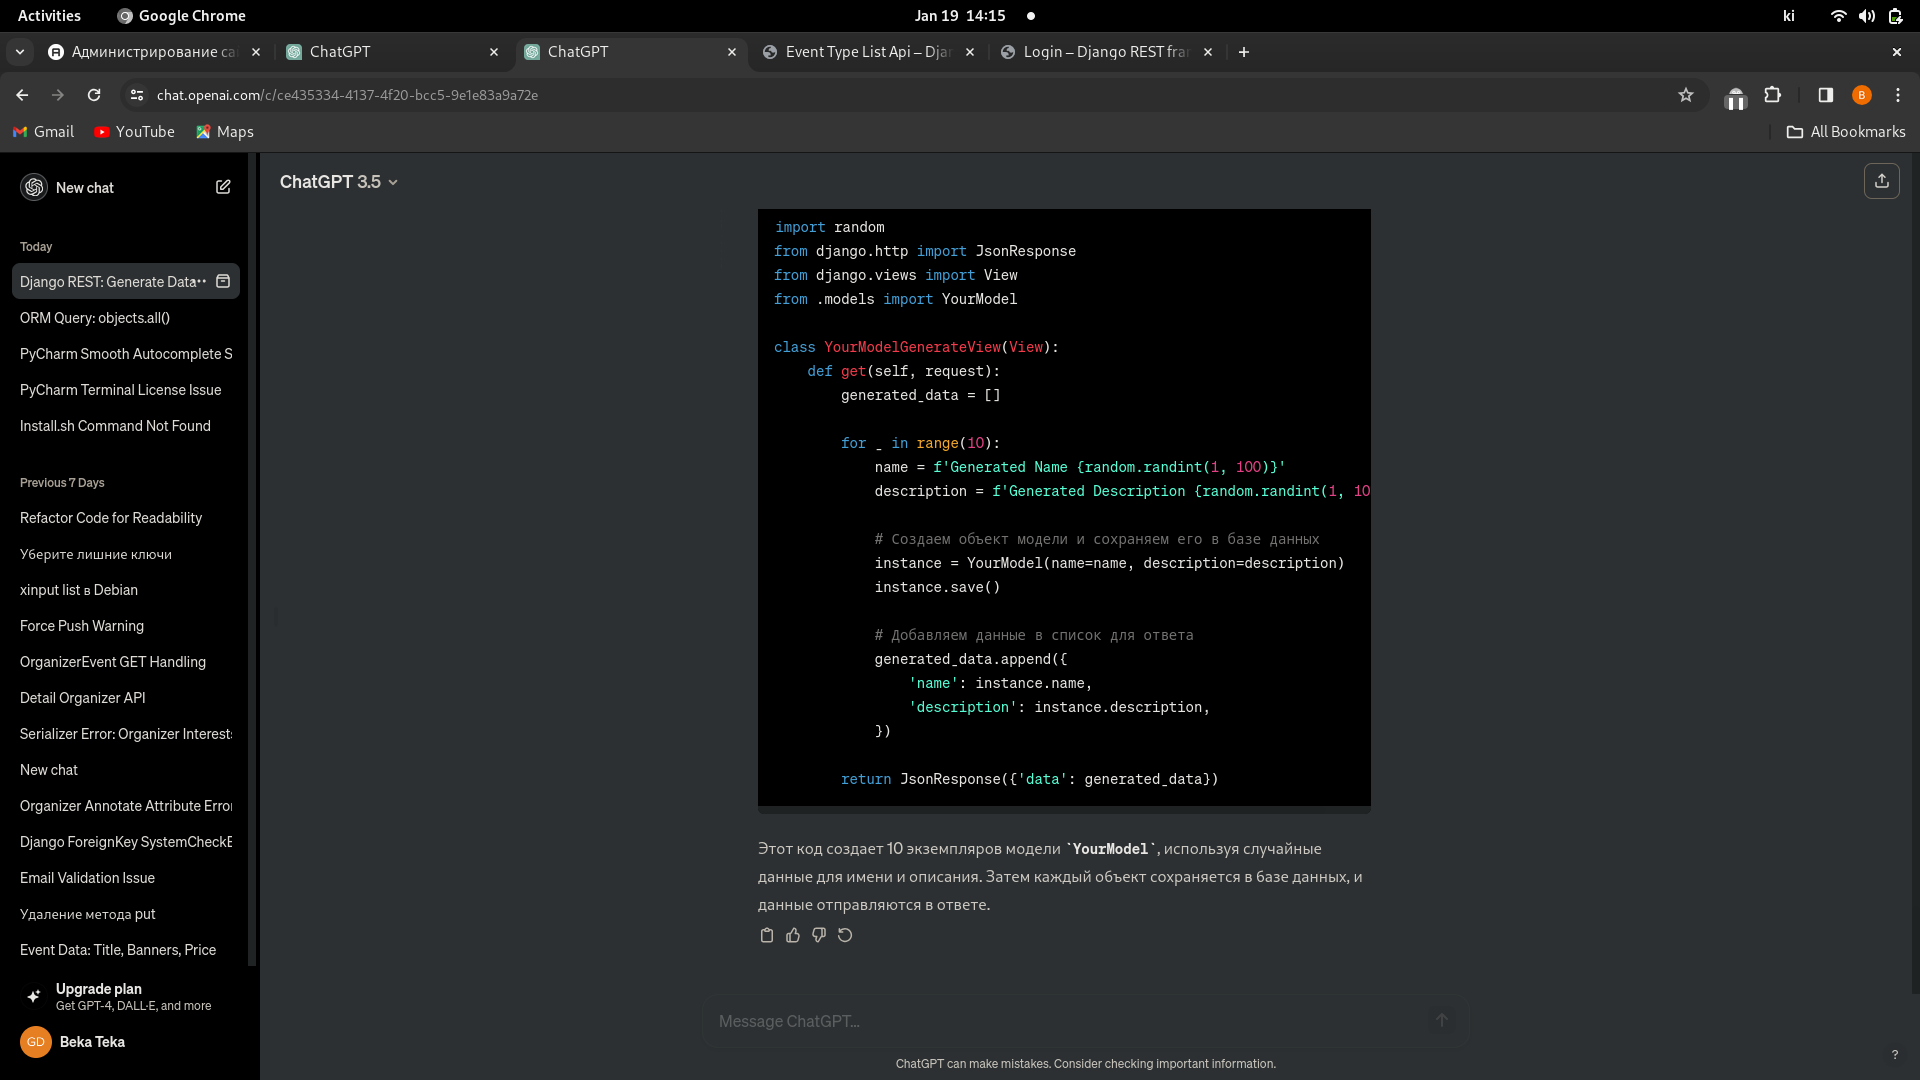 Activities
Google Chrome
Jan 19 14:15
ki
Администрирование са
ChatGPT
ChatGPT
Event Type List Api – Djan
Login – Django REST fra
chat.openai.com/c/ce435334-4137-4f20-bcc5-9e1e83a9a72e
B
Gmail
YouTube
Maps
All Bookmarks
New chat
Today
Django REST: Generate Data
ORM Query: objects.all()
PyCharm Smooth Autocomplete S
PyCharm Terminal License Issue
Install.sh Command Not Found
Previous 7 Days
Refactor Code for Readability
Уберите лишние ключи
xinput list в Debian
Force Push Warning
OrganizerEvent GET Handling
Detail Organizer API
Serializer Error: Organizer Interests
New chat
Organizer Annotate Attribute Error
Django ForeignKey SystemCheckE
Email Validation Issue
Удаление метода put
Event Data: Title, Banners, Price
Upgrade plan
Get GPT-4, DALL·E, and more
GD
Beka Teka
ChatGPT 3.5
import random
from django.http import JsonResponse
from django.views import View
from .models import YourModel
class YourModelGenerateView(View):
def get(self, request):
generated_data = []
for _ in range(10):
name = f'Generated Name {random.randint(1, 100)}'
description = f'Generated Description {random.randint(1, 10
# Создаем объект модели и сохраняем его в базе данных
instance = YourModel(name=name, description=description)
instance.save()
# Добавляем данные в список для ответа
generated_data.append({
'name': instance.name,
'description': instance.description,
})
return JsonResponse({'data': generated_data})
Этот код создает 10 экземпляров модели `YourModel`, используя случайные
данные для имени и описания. Затем каждый объект сохраняется в базе данных, и
данные отправляются в ответе.
Message ChatGPT...
ChatGPT can make mistakes. Consider checking important information.
?